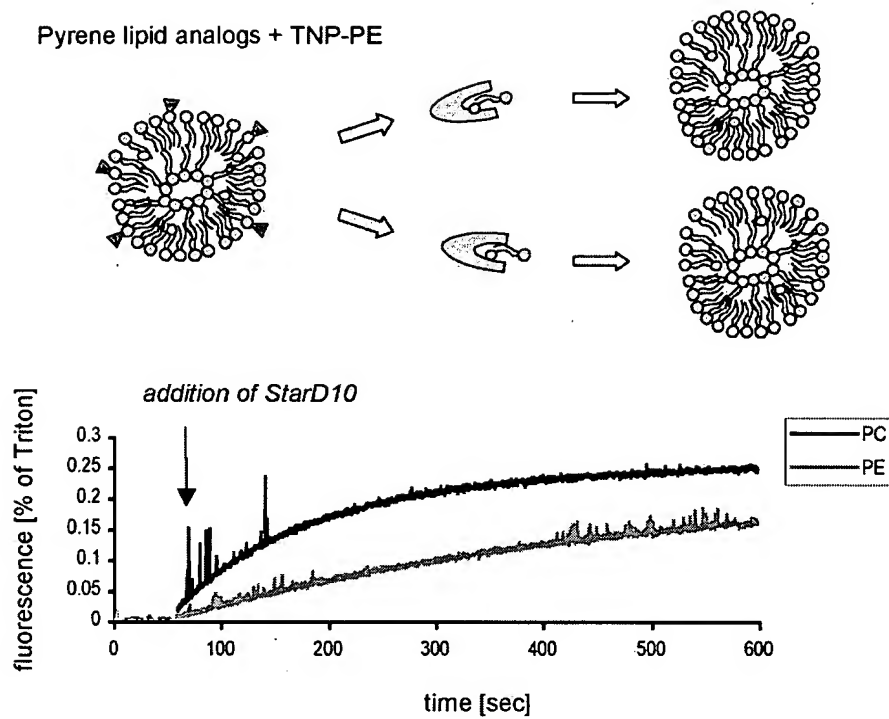 Pyrene lipid analogs + TNP-PE
addition of StarD10
fluorescence [% of Triton]
0.3
0.25
0.2
0.15
0.1
0.05
0
0 100 200 300 400 500 600
time [sec]
PC
PE